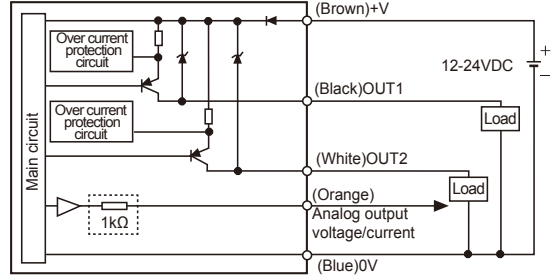 (Brown)+V
Over current
protection
circuit
12-24VDC
+
−
(Black)OUT1
Load
Over current
protection
circuit
Main circuit
(White)OUT2
Load
(Orange)
Analog output
voltage/current
1kΩ
(Blue)0V